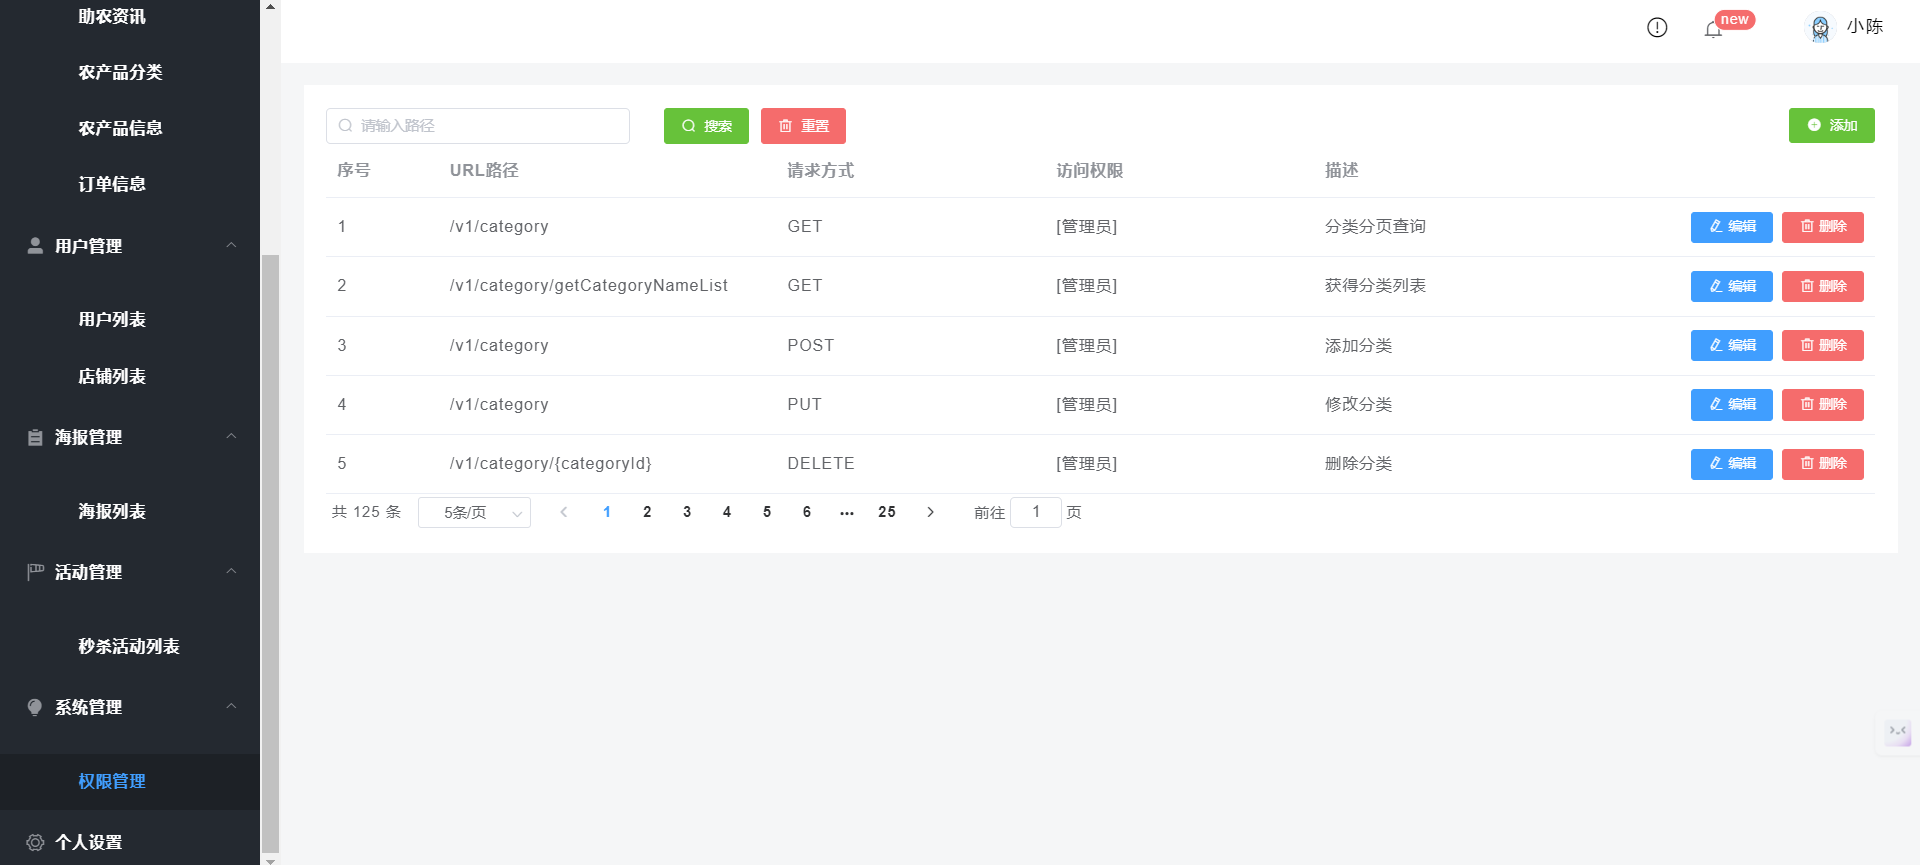 助农资讯
农产品分类
农产品信息
订单信息
用户管理
用户列表
店铺列表
海报管理
海报列表
活动管理
秒杀活动列表
系统管理
权限管理
个人设置
new
小陈
请输入路径 搜索 重置 添加
序号 URL路径 请求方式 访问权限 描述
1 /v1/category GET [管理员] 分类分页查询 编辑 删除
2 /v1/category/getCategoryNameList GET [管理员] 获得分类列表 编辑 删除
3 /v1/category POST [管理员] 添加分类 编辑 删除
4 /v1/category PUT [管理员] 修改分类 编辑 删除
5 /v1/category/{categoryId} DELETE [管理员] 删除分类 编辑 删除
共 125 条 5条/页 1 2 3 4 5 6 ... 25 前往 1 页